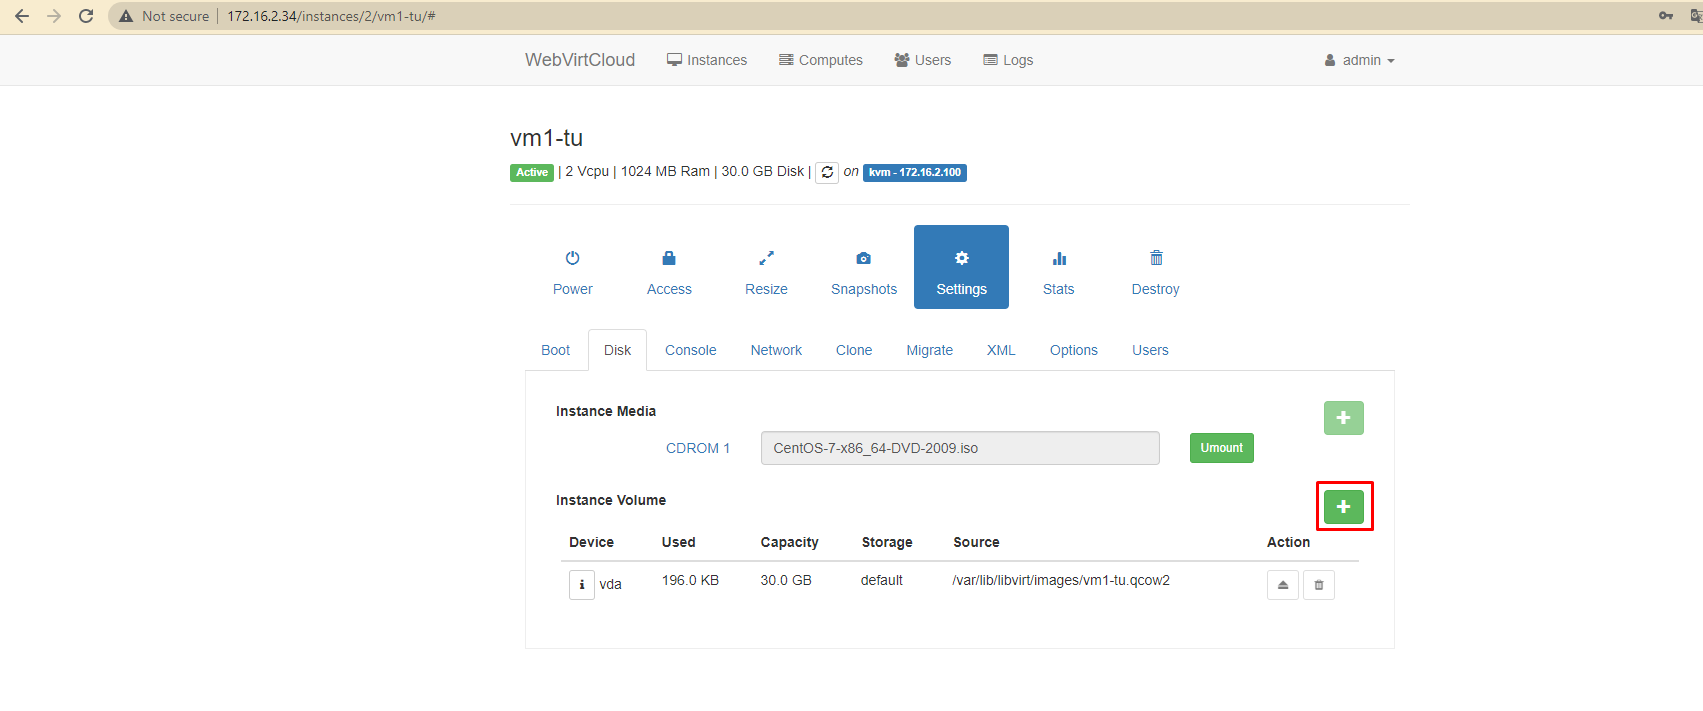 Not secure 172.16.2.34/instances/2/vm1-tu/#
WebVirtCloud Instances Computes Users Logs admin
vm1-tu
Active | 2 Vcpu | 1024 MB Ram | 30.0 GB Disk | on kvm - 172.16.2.100
Power Access Resize Snapshots Settings Stats Destroy
Boot Disk Console Network Clone Migrate XML Options Users
Instance Media
CDROM 1 CentOS-7-x86_64-DVD-2009.iso Umount
Instance Volume
Device Used Capacity Storage Source Action
vda 196.0 KB 30.0 GB default /var/lib/libvirt/images/vm1-tu.qcow2